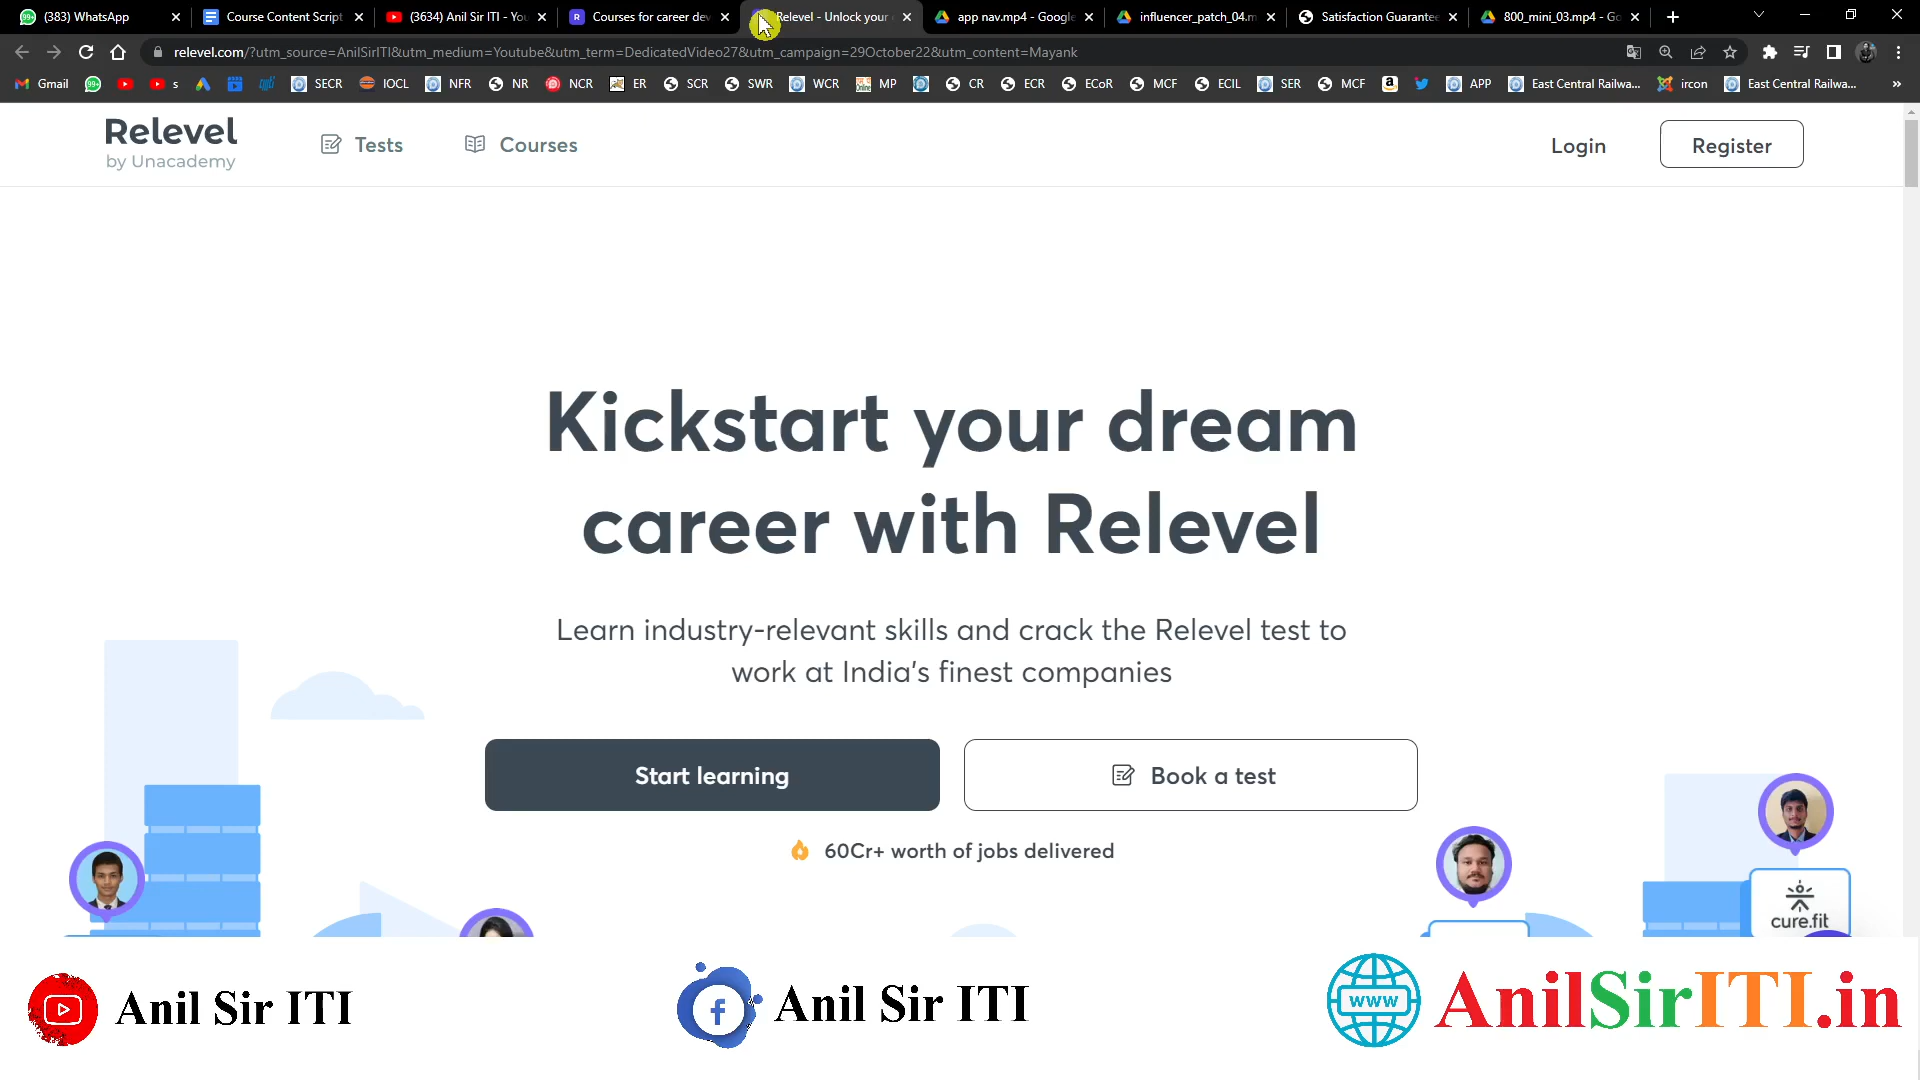 (383) WhatsApp
Course Content Script
(3634) Anil Sir ITI - You
Courses for career dev
Relevel - Unlock your
app nav.mp4 - Google
influencer_patch_04.m
Satisfaction Guarantee
800_mini_03.mp4 - Go
relevel.com/?utm_source=AnilSirITI&utm_medium=Youtube&utm_term=DedicatedVideo27&utm_campaign=29October22&utm_content=Mayank
Gmail
s
SECR
IOCL
NFR
NR
NCR
ER
SCR
SWR
WCR
MP
CR
ECR
ECoR
MCF
ECIL
SER
MCF
APP
East Central Railwa...
ircon
East Central Railwa...
Relevel
by Unacademy
Tests
Courses
Login
Register
Kickstart your dream
career with Relevel
Learn industry-relevant skills and crack the Relevel test to
work at India's finest companies
Start learning
Book a test
60Cr+ worth of jobs delivered
cure.fit
Anil Sir ITI
Anil Sir ITI
www
AnilSirITI.in